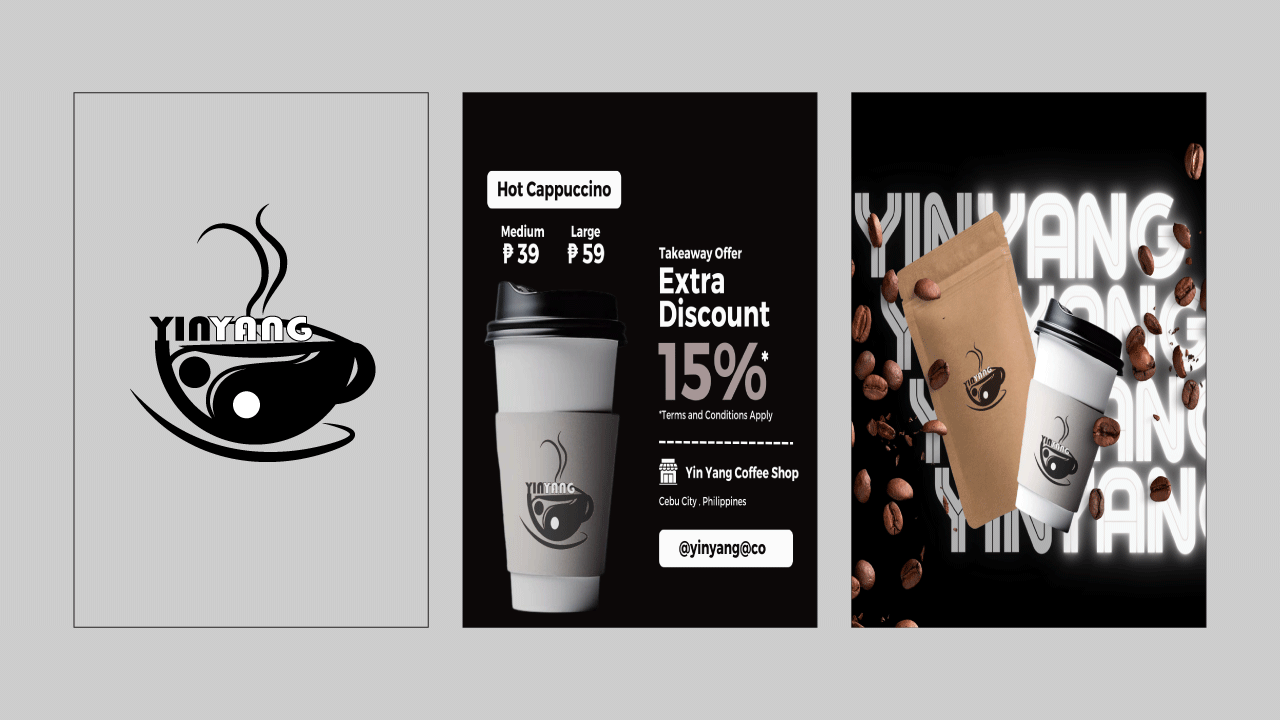 YINYANG
Hot Cappuccino
Medium Large
₱ 39 ₱ 59
Takeaway Offer
Extra
Discount
15%*
*Terms and Conditions Apply
Yin Yang Coffee Shop
Cebu City . Philippines
@yinyang@co
YINYANG
YINYANG
YINYANG
YINYANG
YINYANG
YINYANG
YINYANG